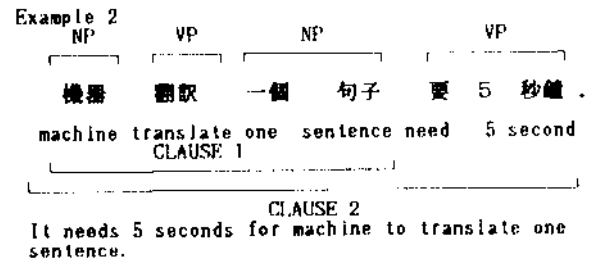 Example 2
NP VP NP VP
機器 翻訳 一個 句子 要 5 秒鐘 .
machine translate one sentence need 5 second
CLAUSE 1
CLAUSE 2
It needs 5 seconds for machine to translate one
sentence.